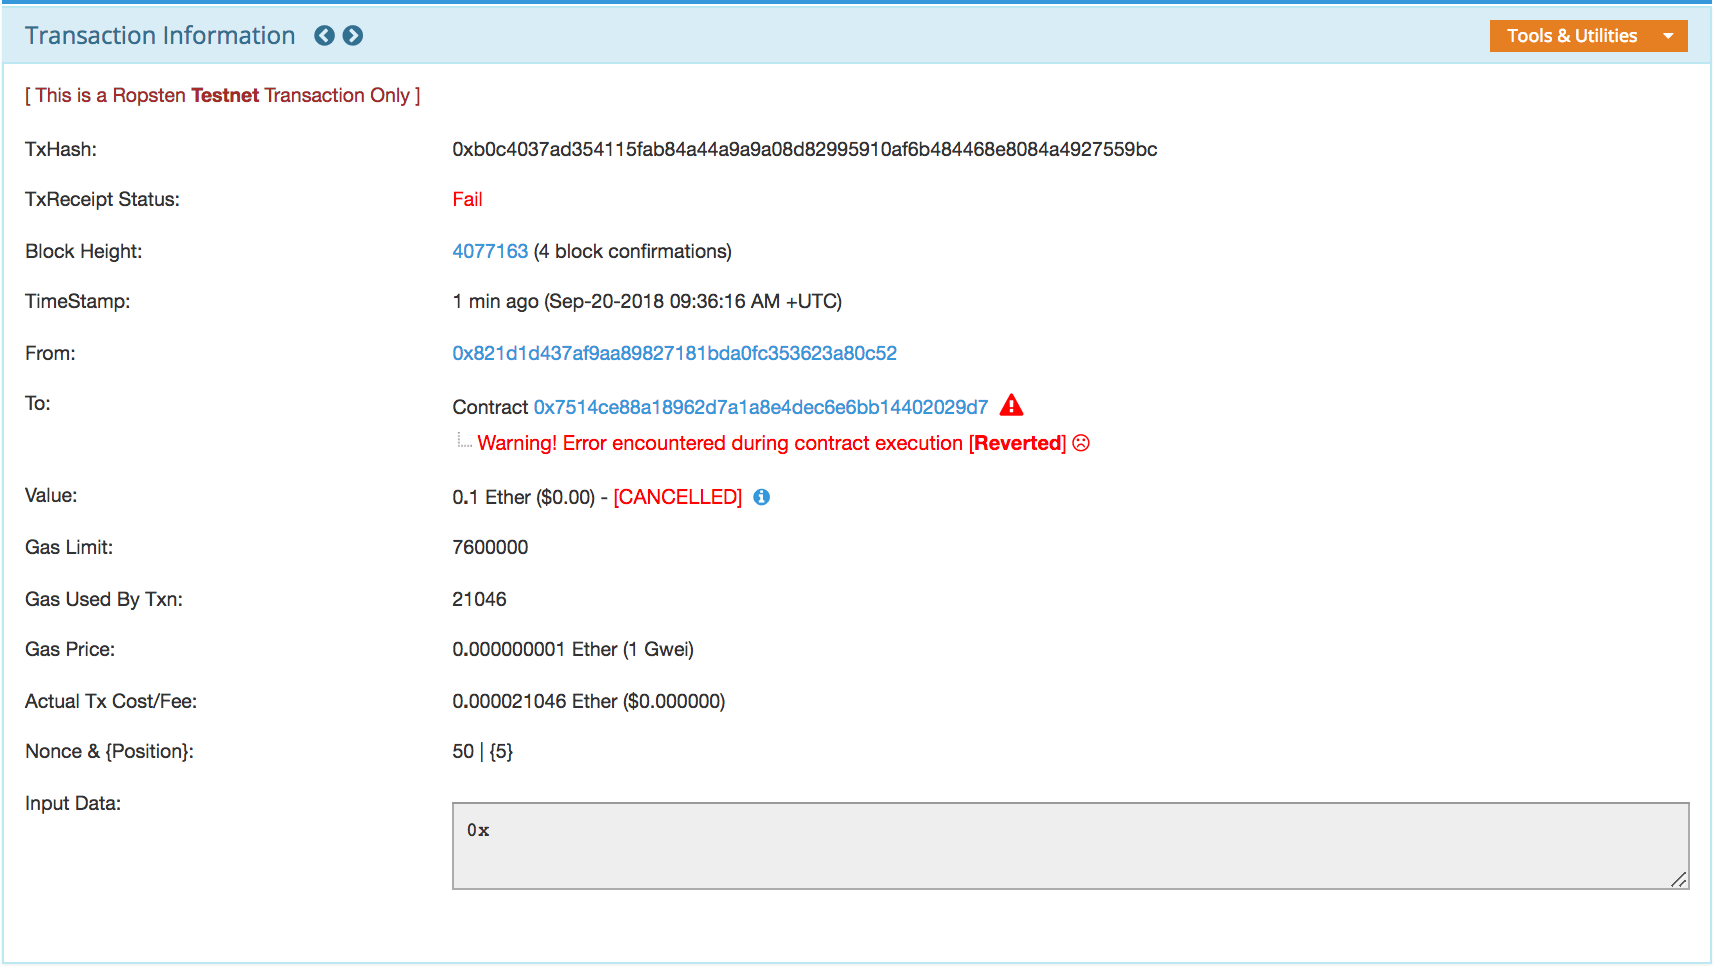 Transaction Information
Tools & Utilities
[ This is a Ropsten Testnet Transaction Only ]
TxHash: 0xb0c4037ad354115fab84a44a9a9a08d82995910af6b484468e8084a4927559bc
TxReceipt Status: Fail
Block Height: 4077163 (4 block confirmations)
TimeStamp: 1 min ago (Sep-20-2018 09:36:16 AM +UTC)
From: 0x821d1d437af9aa89827181bda0fc353623a80c52
To: Contract 0x7514ce88a18962d7a1a8e4dec6e6bb14402029d7
Warning! Error encountered during contract execution [Reverted]
Value: 0.1 Ether ($0.00) - [CANCELLED]
Gas Limit: 7600000
Gas Used By Txn: 21046
Gas Price: 0.000000001 Ether (1 Gwei)
Actual Tx Cost/Fee: 0.000021046 Ether ($0.000000)
Nonce & {Position}: 50 | {5}
Input Data:
0x